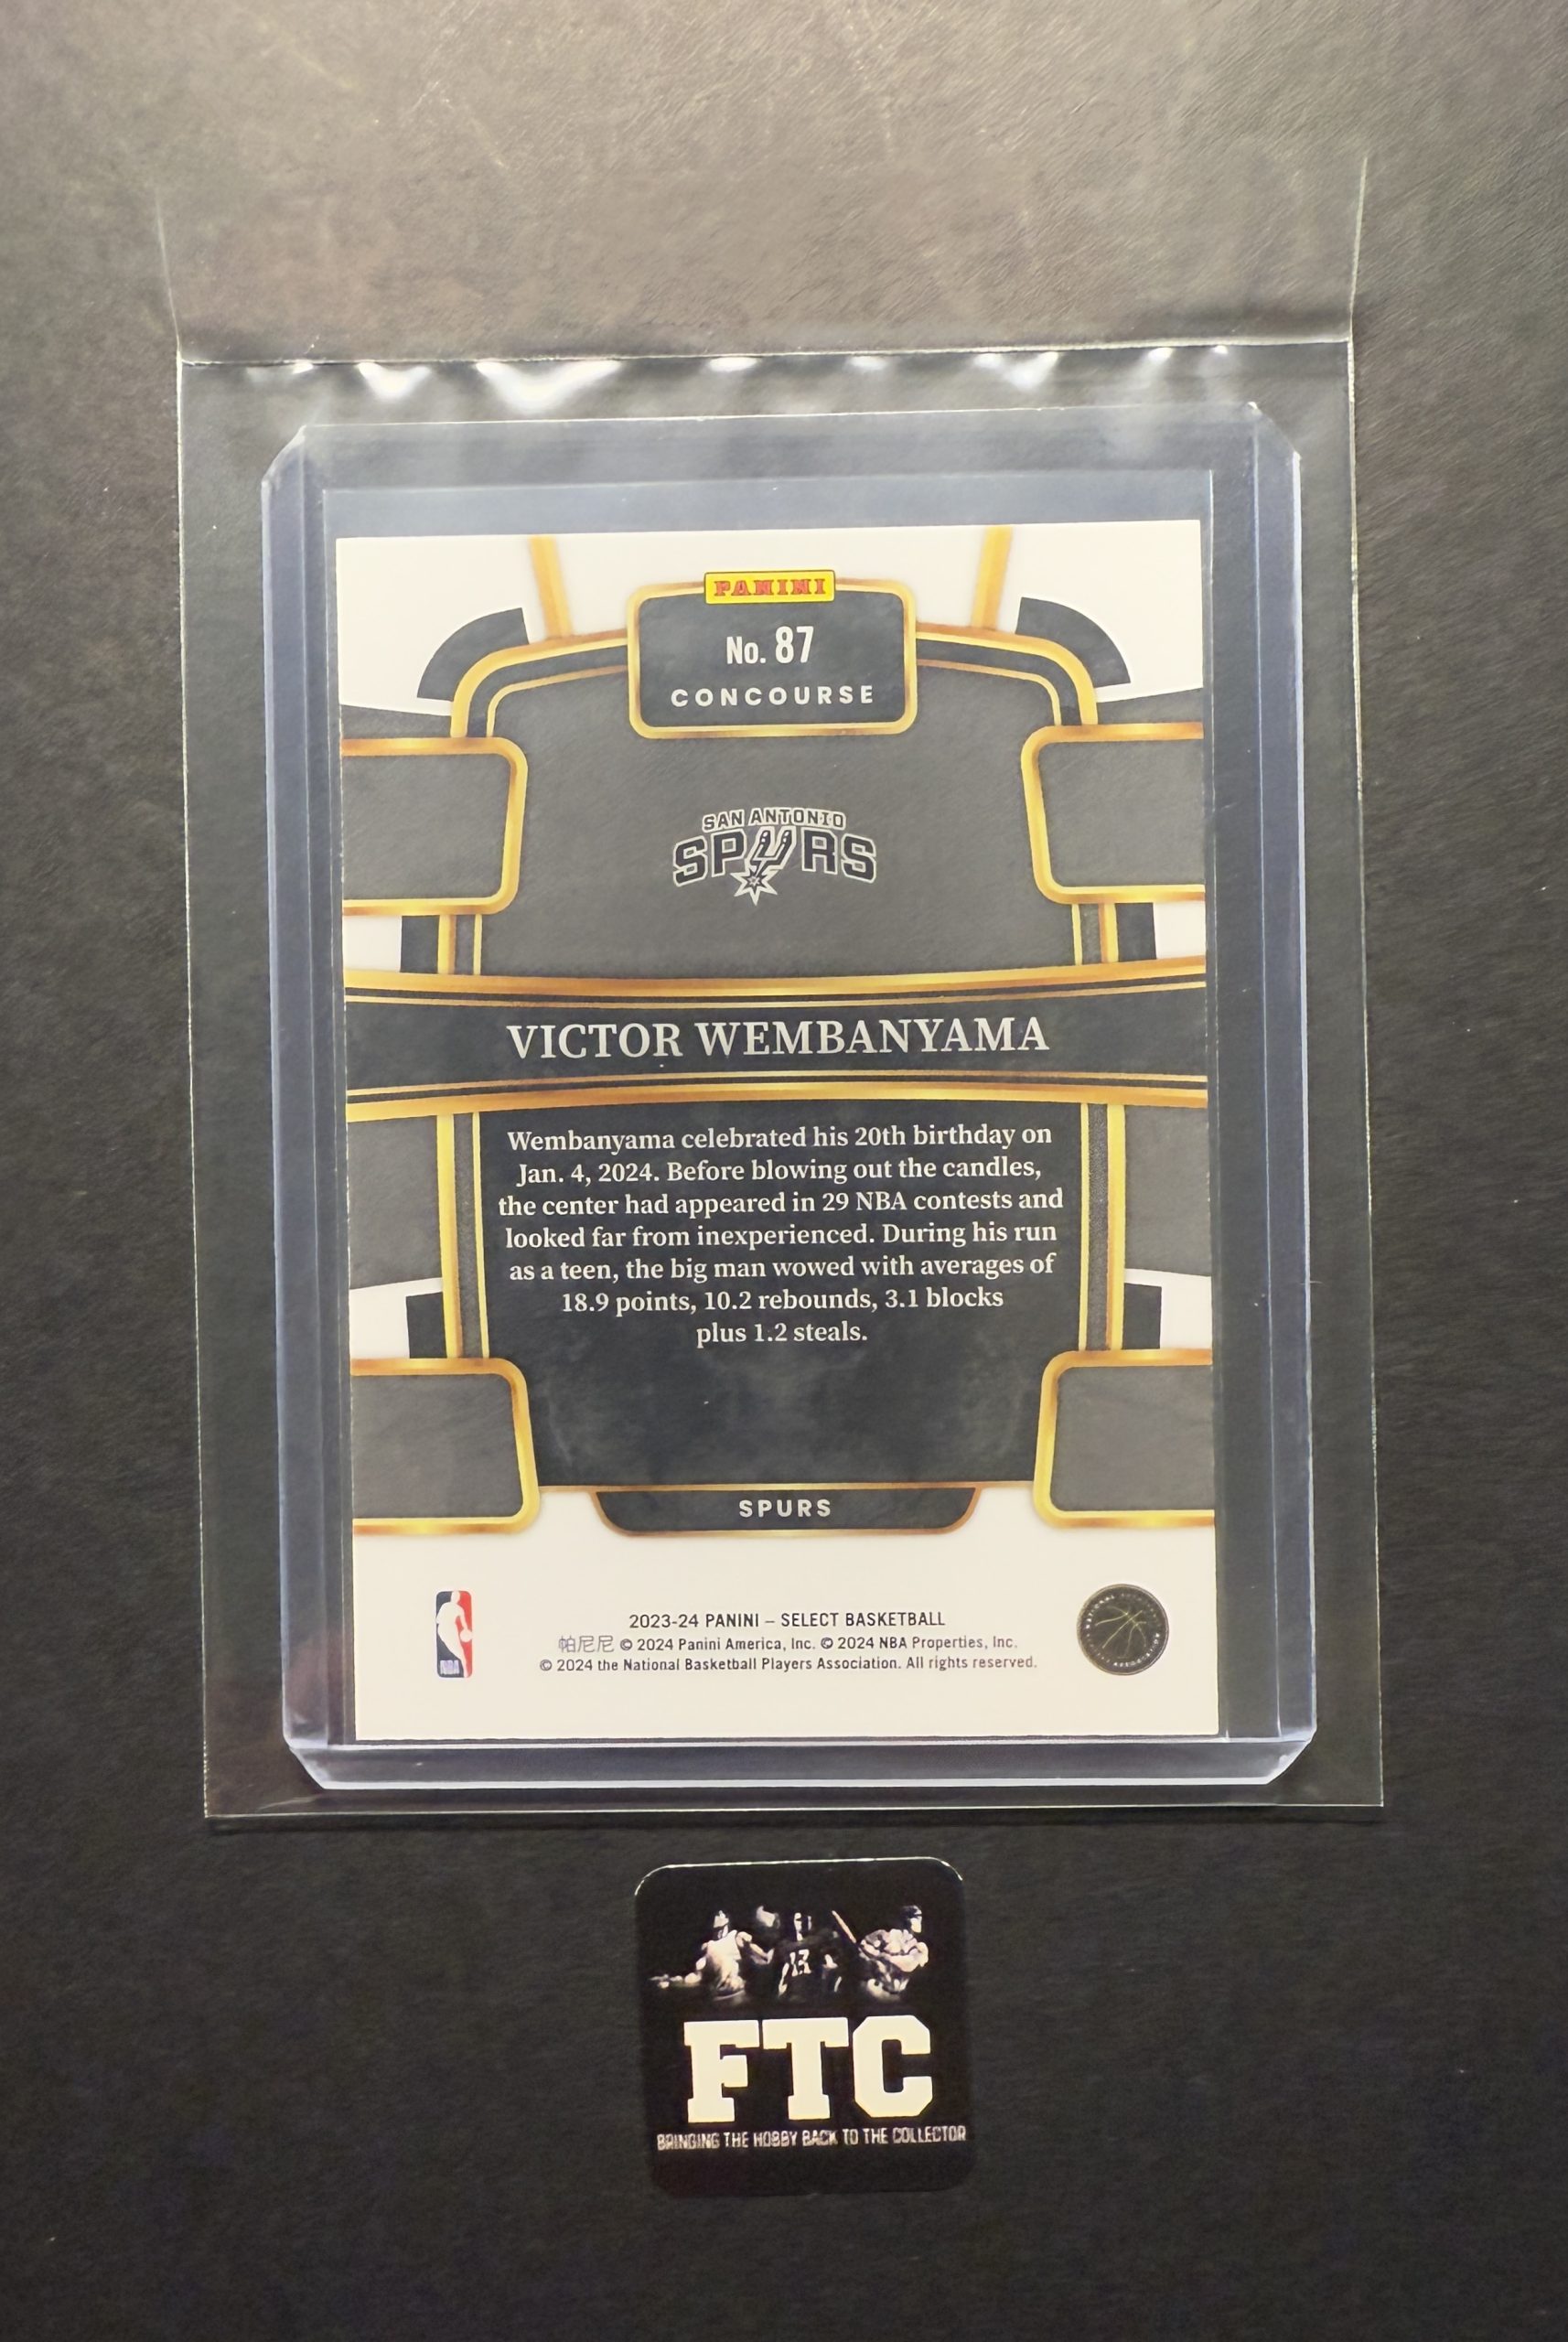 PANINI
No. 87
CONCOURSE
SAN ANTONIO
SPURS
VICTOR WEMBANYAMA
Wembanyama celebrated his 20th birthday on
Jan. 4, 2024. Before blowing out the candles,
the center had appeared in 29 NBA contests and
looked far from inexperienced. During his run
as a teen, the big man wowed with averages of
18.9 points, 10.2 rebounds, 3.1 blocks
plus 1.2 steals.
SPURS
NBA
2023-24 PANINI – SELECT BASKETBALL
帕尼尼 © 2024 Panini America, Inc. © 2024 NBA Properties, Inc.
© 2024 the National Basketball Players Association. All rights reserved.
13
FTC
BRINGING THE HOBBY BACK TO THE COLLECTOR